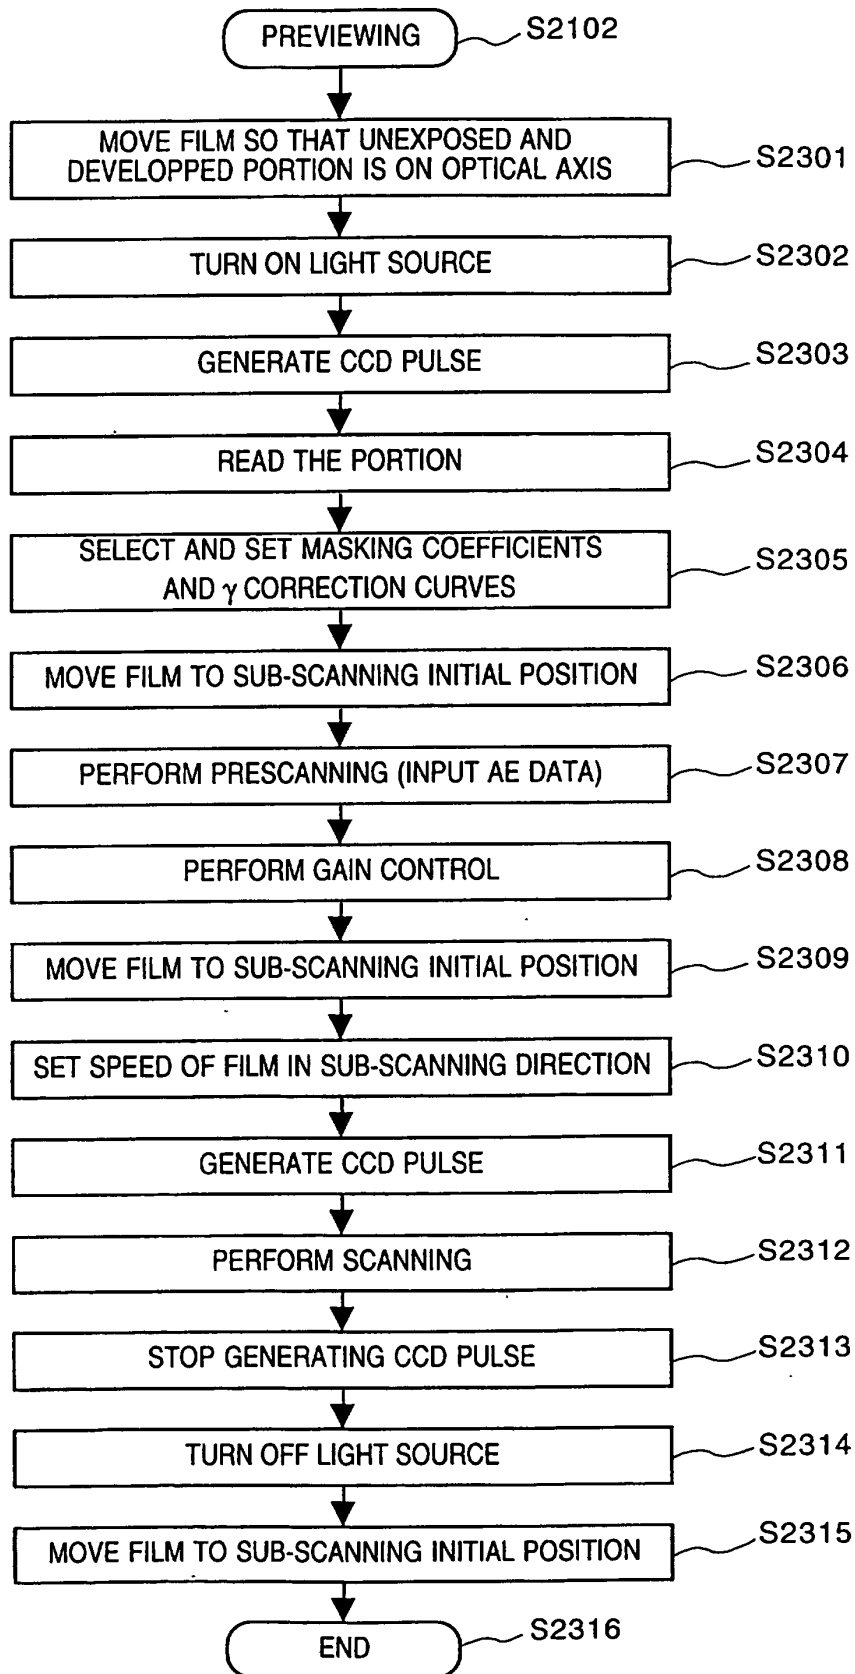 PREVIEWING
S2102
MOVE FILM SO THAT UNEXPOSED AND
DEVELOPPED PORTION IS ON OPTICAL AXIS
S2301
TURN ON LIGHT SOURCE
S2302
GENERATE CCD PULSE
S2303
READ THE PORTION
S2304
SELECT AND SET MASKING COEFFICIENTS
AND γ CORRECTION CURVES
S2305
MOVE FILM TO SUB-SCANNING INITIAL POSITION
S2306
PERFORM PRESCANNING (INPUT AE DATA)
S2307
PERFORM GAIN CONTROL
S2308
MOVE FILM TO SUB-SCANNING INITIAL POSITION
S2309
SET SPEED OF FILM IN SUB-SCANNING DIRECTION
S2310
GENERATE CCD PULSE
S2311
PERFORM SCANNING
S2312
STOP GENERATING CCD PULSE
S2313
TURN OFF LIGHT SOURCE
S2314
MOVE FILM TO SUB-SCANNING INITIAL POSITION
S2315
END
S2316